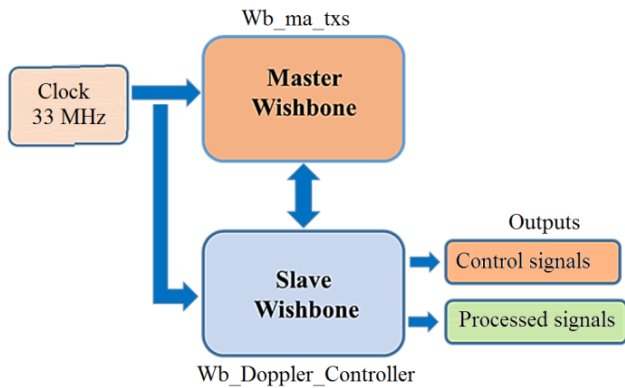 Wb_ma_txs
Clock
33 MHz
Master
Wishbone
Outputs
Slave
Wishbone
Control signals
Processed signals
Wb_Doppler_Controller